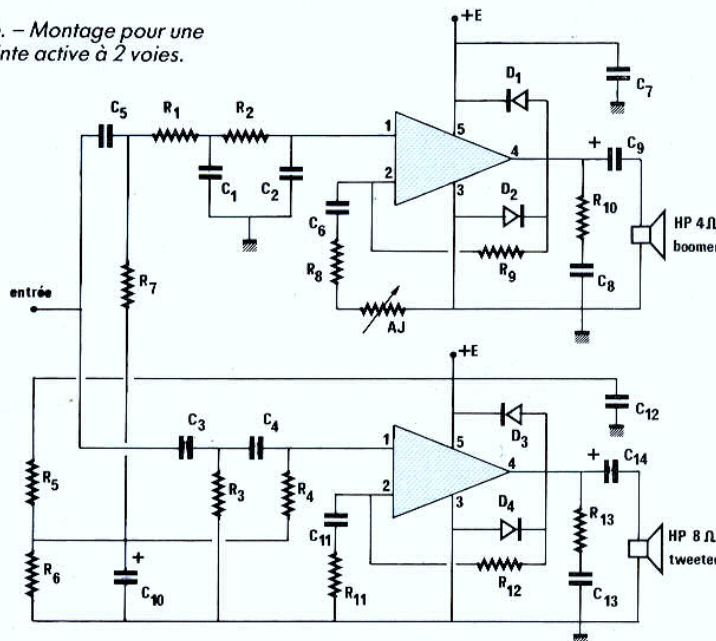 . – Montage pour une
nte active à 2 voies.
+E
C7
D1
C5
R1
R2
1
5
4
+
C9
2
3
C1
C2
D2
C6
R10
HP 4Ω
boomer
R8
R9
C8
R7
entrée
AJ
+E
C12
C3
C4
1
5
D3
4
+
C14
R5
2
3
R3
R4
D4
R13
C11
HP 8 Ω
tweeter
R6
+
C10
R11
R12
C13